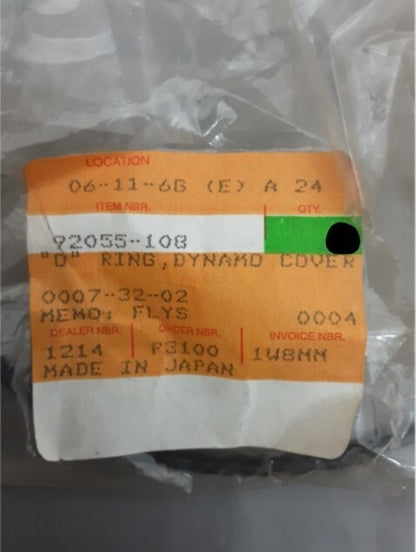 LOCATION
06-11-6G (E) A 24
ITEM NBR. QTY.
92055-108
"O" RING,DYNAMO COVER
0007-32-02
MEMO: FLYS 0004
DEALER NBR. ORDER NBR. INVOICE NBR.
1214 P3100 1W8MM
MADE IN JAPAN